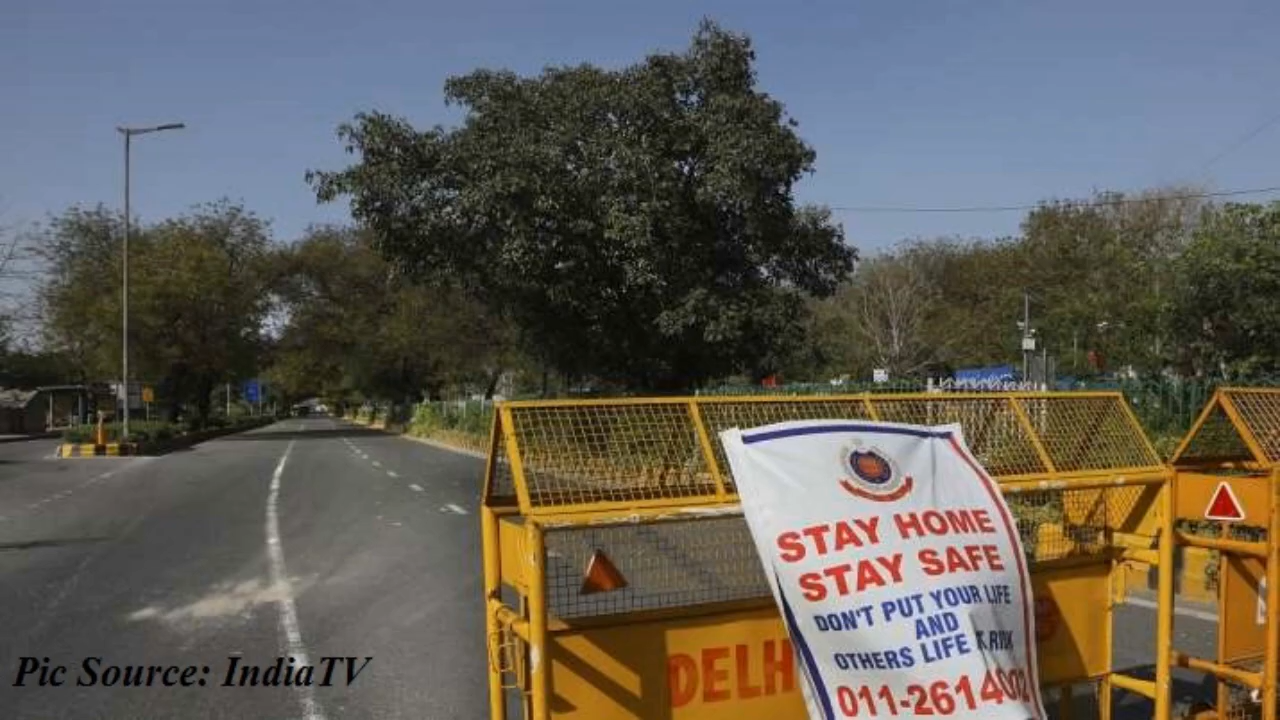 STAY HOME
STAY SAFE
DON'T PUT YOUR LIFE
AND
OTHERS LIFE
DELH
Pic Source: IndiaTV